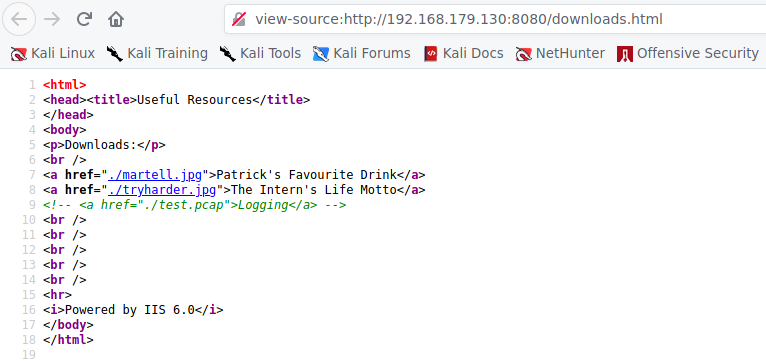 view-source:http://192.168.179.130:8080/downloads.html
Kali Linux Kali Training Kali Tools Kali Forums Kali Docs NetHunter Offensive Security
1 <html>
2 <head><title>Useful Resources</title>
3 </head>
4 <body>
5 <p>Downloads:</p>
6 <br />
7 <a href="./martell.jpg">Patrick's Favourite Drink</a>
8 <a href="./tryharder.jpg">The Intern's Life Motto</a>
9 <!-- <a href="./test.pcap">Logging</a> -->
10 <br />
11 <br />
12 <br />
13 <br />
14 <br />
15 <hr>
16 <i>Powered by IIS 6.0</i>
17 </body>
18 </html>
19